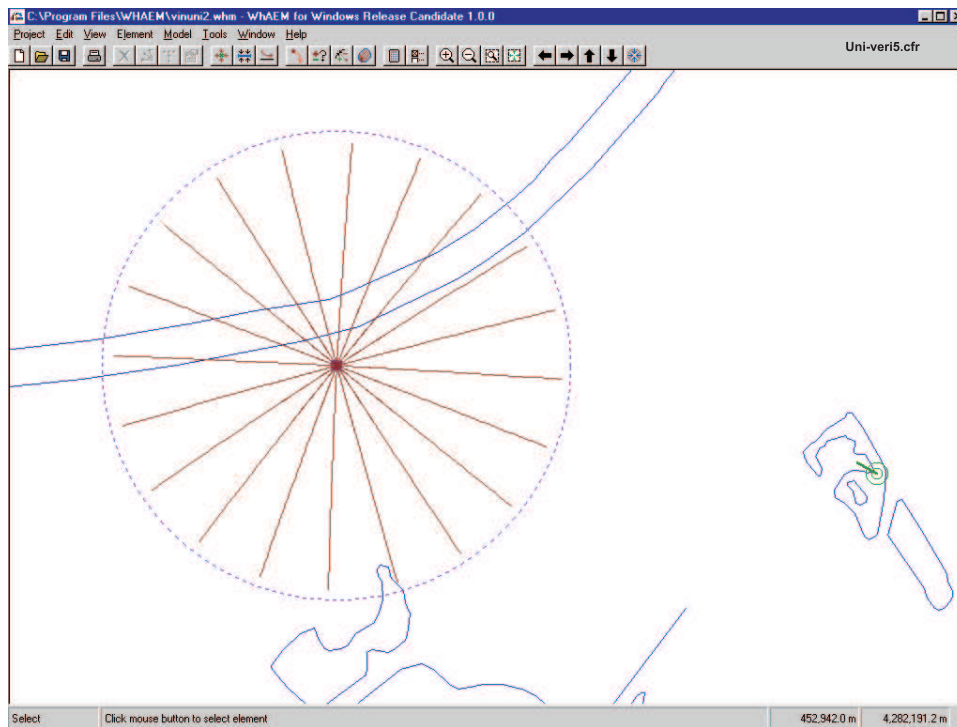 C:\Program Files\WHAEM\vinuni2.whm - WhAEM for Windows Release Candidate 1.0.0
Project Edit View Element Model Tools Window Help
Uni-veri5.cfr
Select Click mouse button to select element 452,942.0 m 4,282,191.2 m